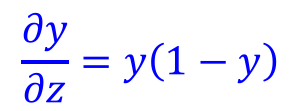 ∂y/∂z = y(1 − y)